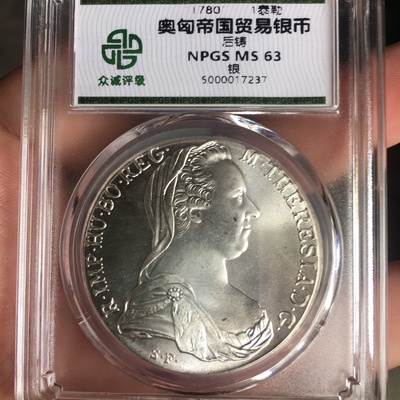 1780 1泰勒
奥匈帝国贸易银币
后铸
NPGS MS 63
银
5000017237
众诚评级
R·IMP·HU·BO·REG· M·THERESIA·D·G·
S.F.